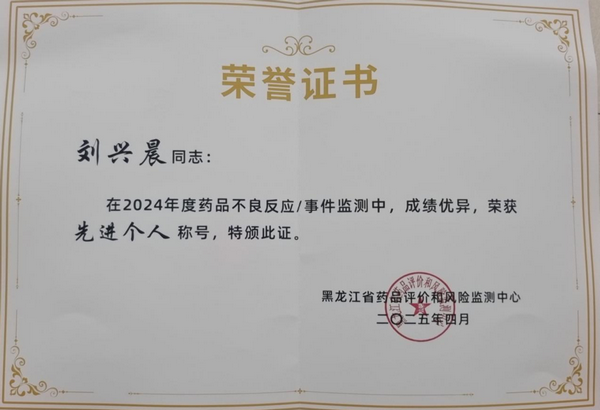 荣誉证书
刘兴晨同志：
在2024年度药品不良反应/事件监测中，成绩优异，荣获
先进个人称号，特颁此证。
黑龙江省药品评价和风险监测中心
二〇二五年四月